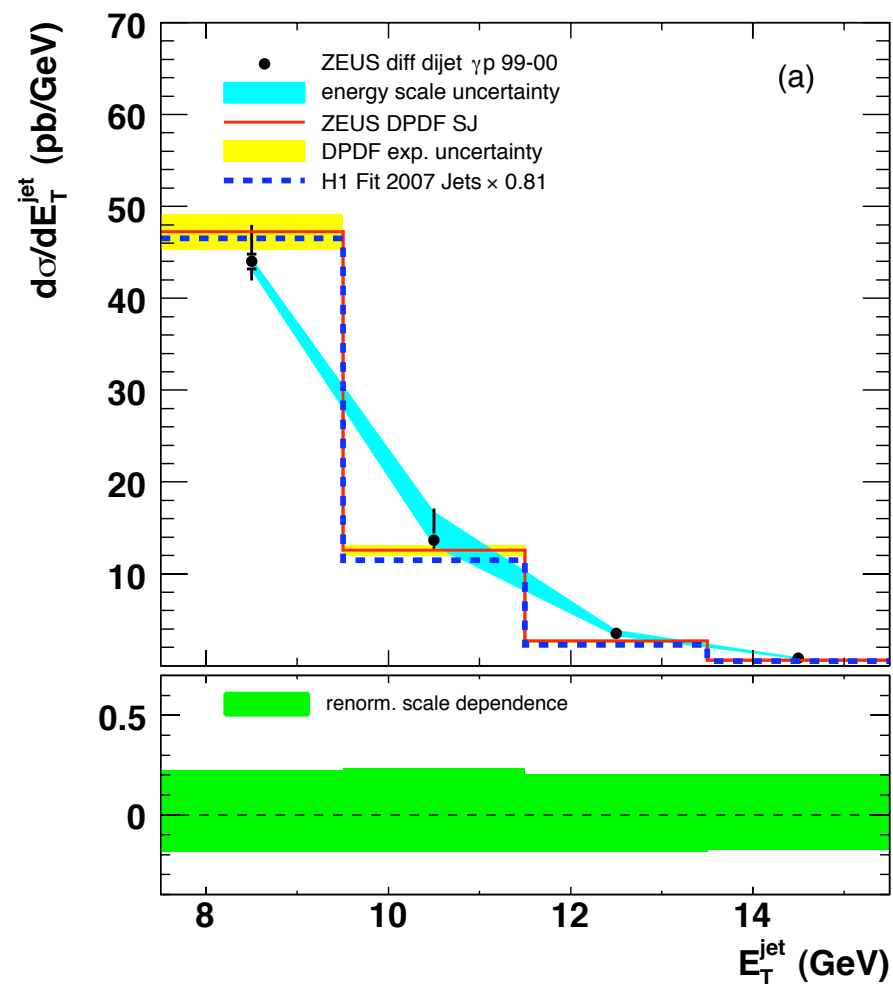 70
60
50
40
30
20
10
dσ/dE_T^jet (pb/GeV)
ZEUS diff dijet γp 99-00
energy scale uncertainty
ZEUS DPDF SJ
DPDF exp. uncertainty
H1 Fit 2007 Jets × 0.81
(a)
0.5
0
renorm. scale dependence
8 10 12 14
E_T^jet (GeV)